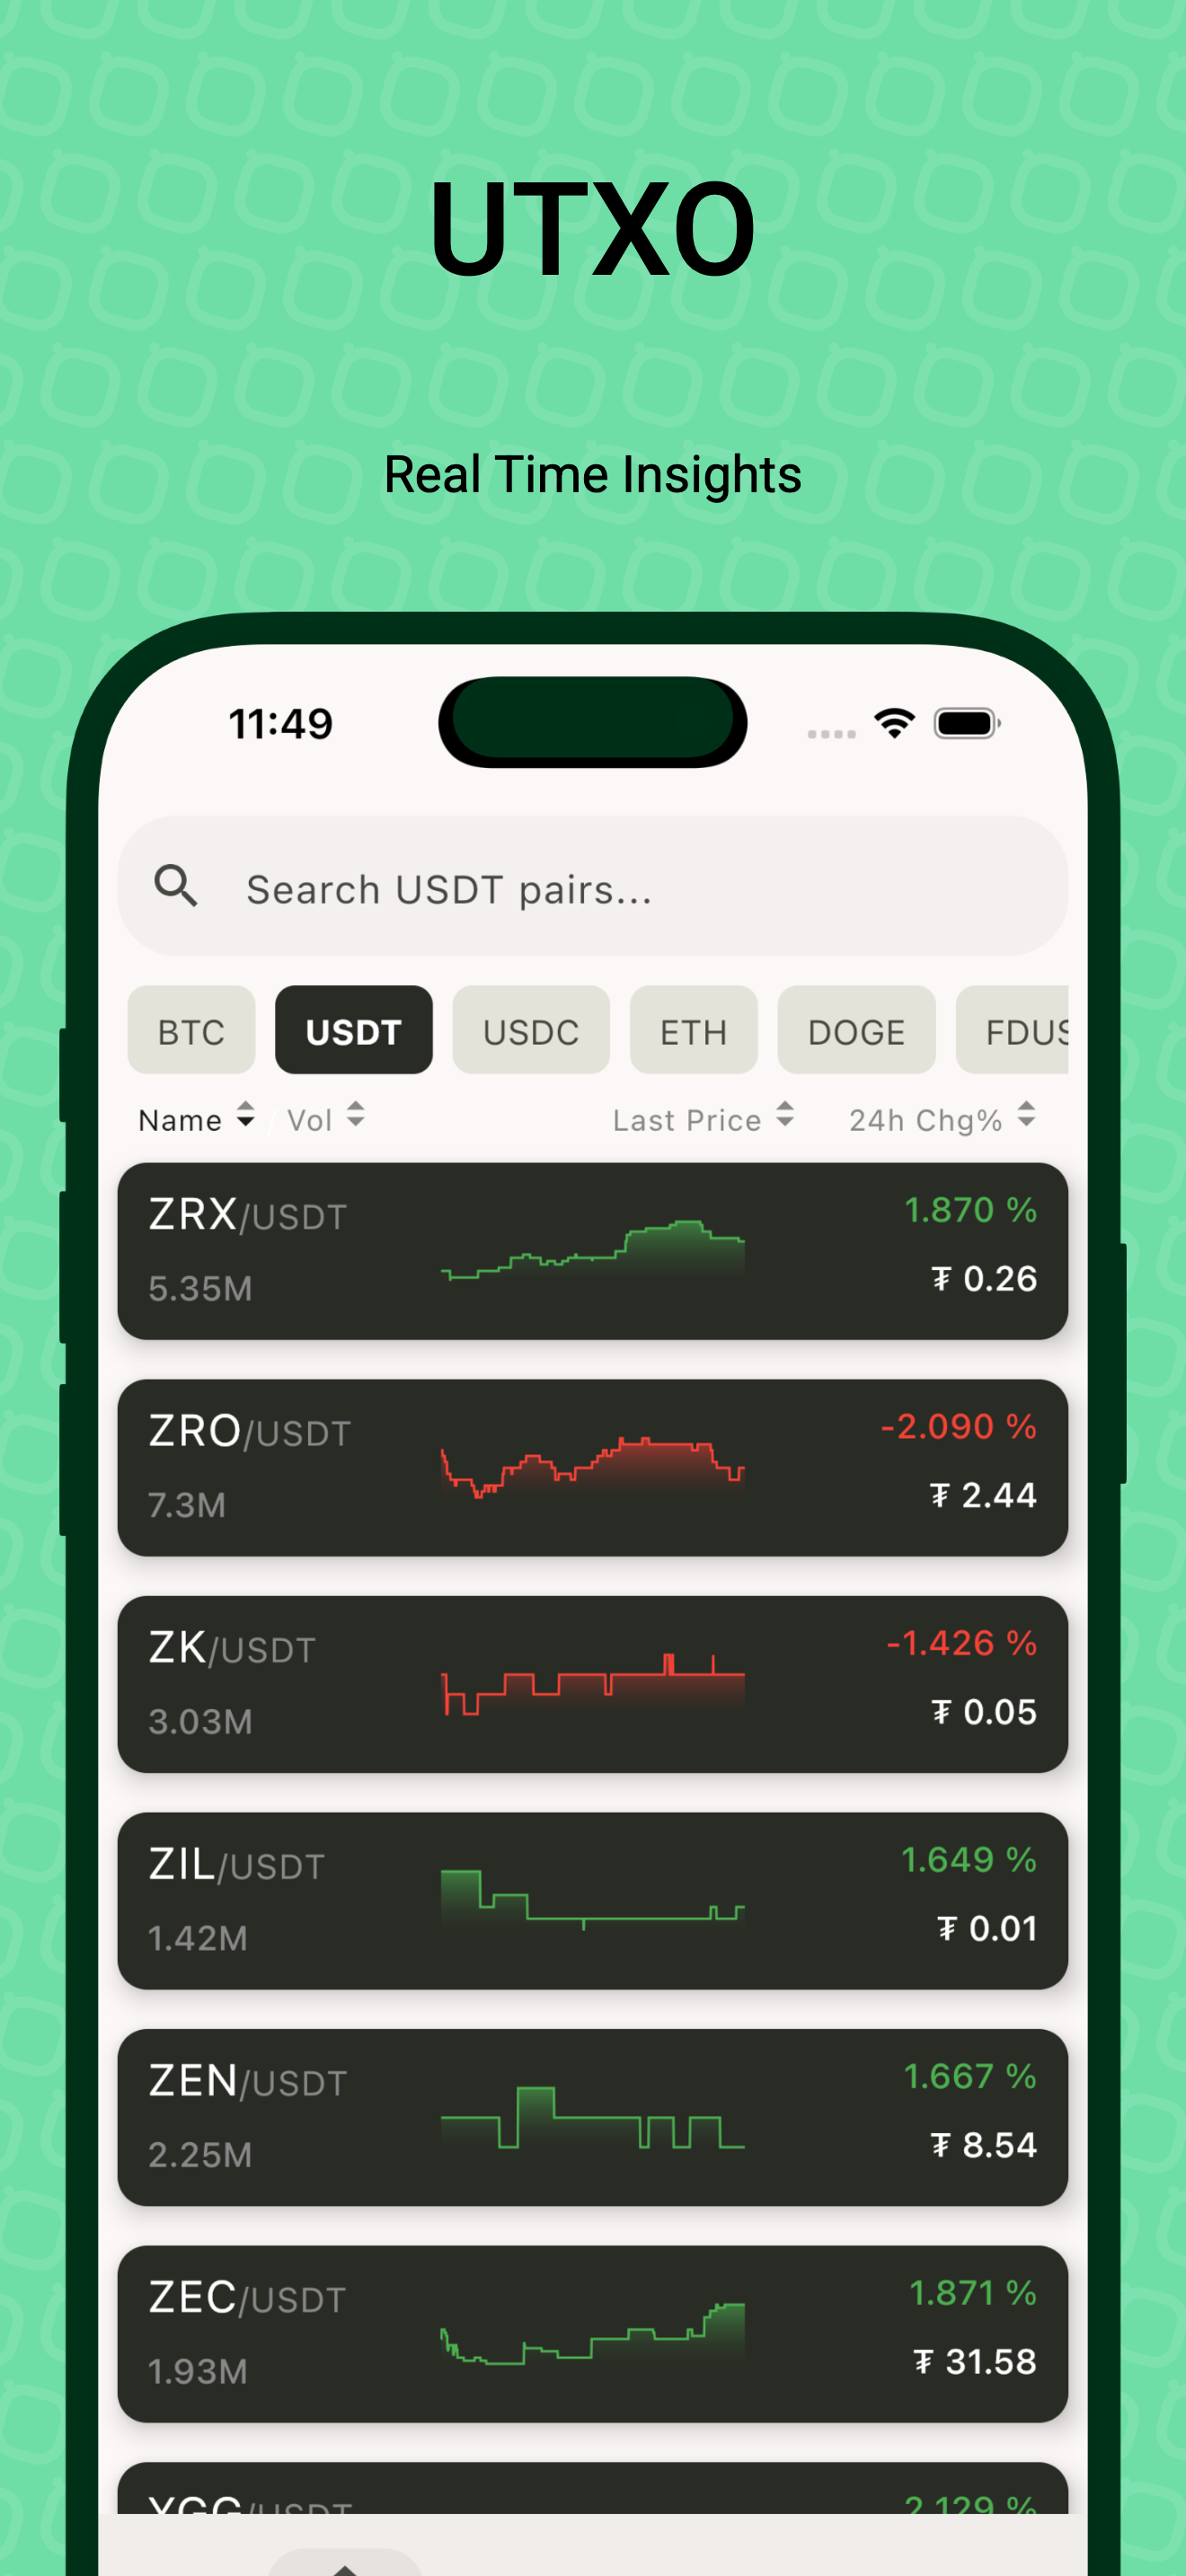 UTXO
Real Time Insights
11:49
Search USDT pairs...
BTC USDT USDC ETH DOGE FDUS
Name / Vol Last Price 24h Chg%
ZRX/USDT 1.870 %
5.35M ₮ 0.26
ZRO/USDT -2.090 %
7.3M ₮ 2.44
ZK/USDT -1.426 %
3.03M ₮ 0.05
ZIL/USDT 1.649 %
1.42M ₮ 0.01
ZEN/USDT 1.667 %
2.25M ₮ 8.54
ZEC/USDT 1.871 %
1.93M ₮ 31.58
YGG/USDT 2.129 %